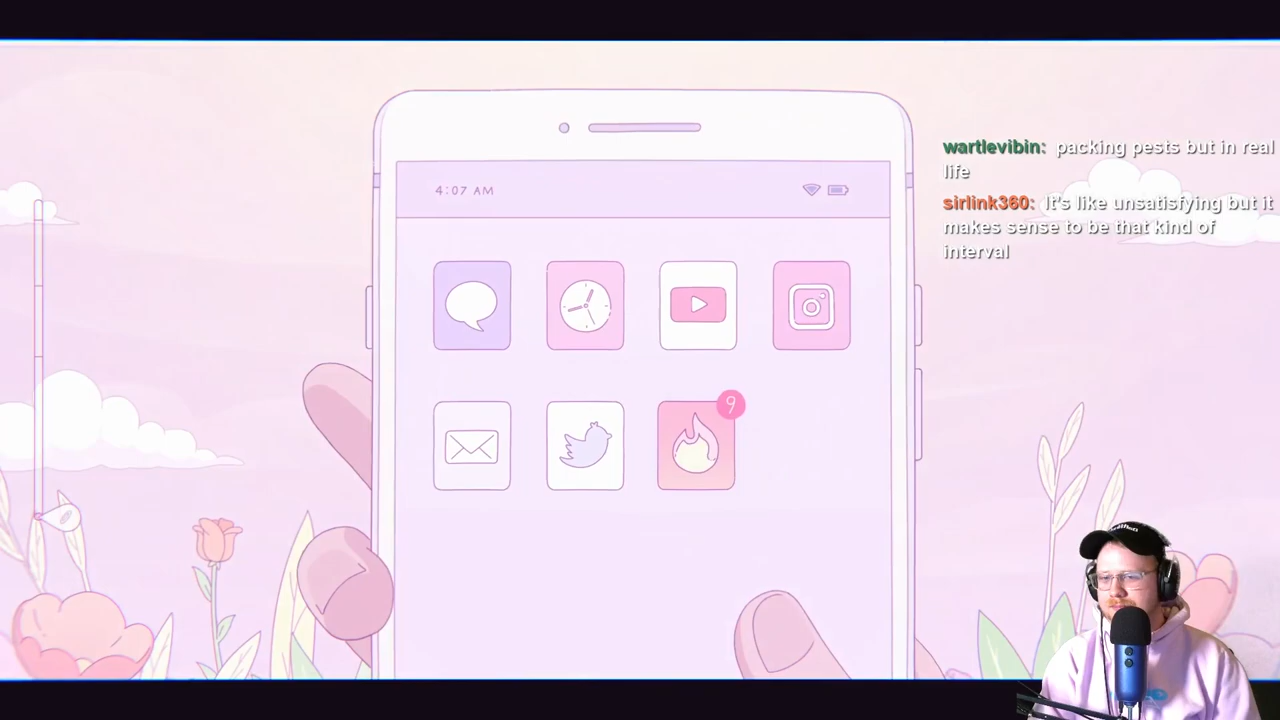 4:07 AM
9
wartlevibin: packing pests but in real
life
sirlink360: It's like unsatisfying but it
makes sense to be that kind of
interval